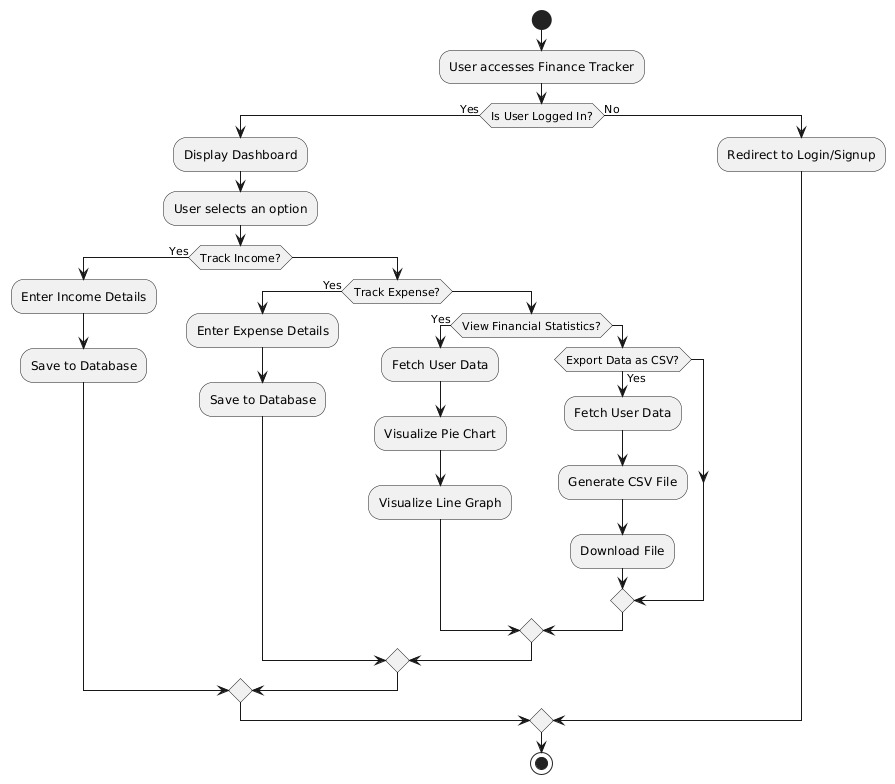 User accesses Finance Tracker
Is User Logged In?
Yes
No
Display Dashboard
Redirect to Login/Signup
User selects an option
Track Income?
Yes
Enter Income Details
Save to Database
Track Expense?
Yes
Enter Expense Details
Save to Database
View Financial Statistics?
Yes
Fetch User Data
Visualize Pie Chart
Visualize Line Graph
Export Data as CSV?
Yes
Fetch User Data
Generate CSV File
Download File